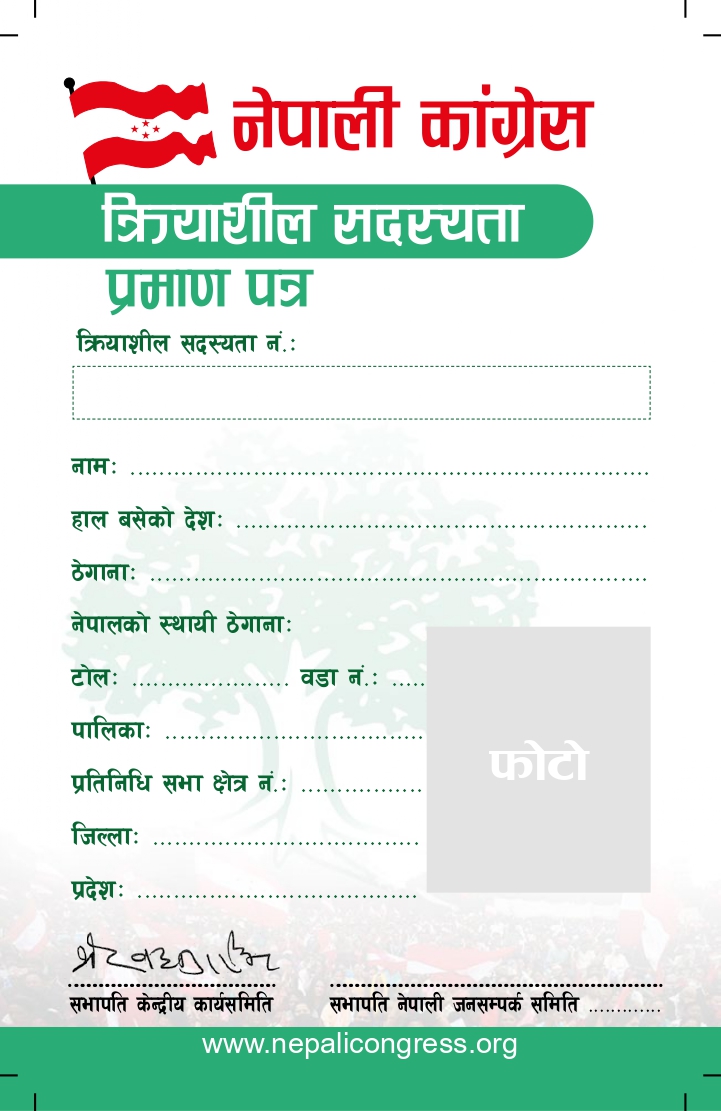 नेपाली कांग्रेस
क्रियाशील सदस्यता
प्रमाण पत्र
क्रियाशील सदस्यता नं.:
नाम: ........................................................................
हाल बसेको देश: .........................................................
ठेगाना: .....................................................................
नेपालको स्थायी ठेगाना:
टोल: ...................... वडा नं.: .....
पालिका: ....................................
फोटो
प्रतिनिधि सभा क्षेत्र नं.: .................
जिल्ला: .....................................
प्रदेश: .......................................
सभापति केन्द्रीय कार्यसमिति
सभापति नेपाली जनसम्पर्क समिति .............
www.nepalicongress.org